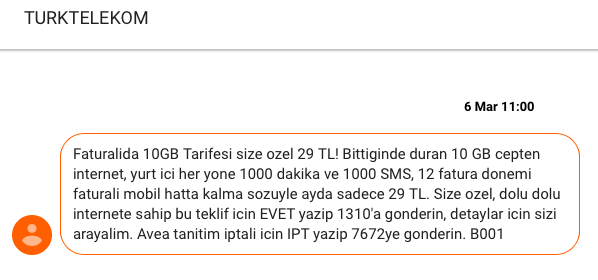 TURKTELEKOM
6 Mar 11:00
Faturalida 10GB Tarifesi size ozel 29 TL! Bittiginde duran 10 GB cepten
internet, yurt ici her yone 1000 dakika ve 1000 SMS, 12 fatura donemi
faturali mobil hatta kalma sozuyle ayda sadece 29 TL. Size ozel, dolu dolu
internete sahip bu teklif icin EVET yazip 1310'a gonderin, detaylar icin sizi
arayalim. Avea tanitim iptali icin IPT yazip 7672ye gonderin. B001